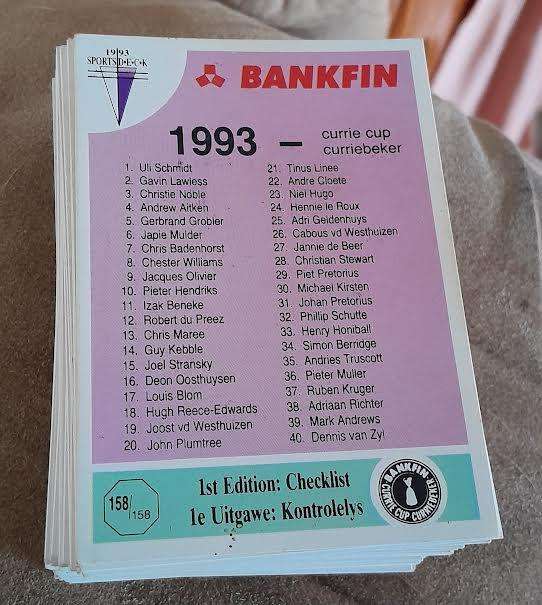 1993
SPORTSD•E•C•K
BANKFIN
1993 – currie cup
curriebeker
1. Uli Schmidt
2. Gavin Lawless
3. Christie Noble
4. Andrew Aitken
5. Gerbrand Grobler
6. Japie Mulder
7. Chris Badenhorst
8. Chester Williams
9. Jacques Olivier
10. Pieter Hendriks
11. Izak Beneke
12. Robert du Preez
13. Chris Maree
14. Guy Kebble
15. Joel Stransky
16. Deon Oosthuysen
17. Louis Blom
18. Hugh Reece-Edwards
19. Joost vd Westhuizen
20. John Plumtree
21. Tinus Linee
22. Andre Cloete
23. Niel Hugo
24. Hennie le Roux
25. Adri Geldenhuys
26. Cabous vd Westhuizen
27. Jannie de Beer
28. Christian Stewart
29. Piet Pretorius
30. Michael Kirsten
31. Johan Pretorius
32. Phillip Schutte
33. Henry Honiball
34. Simon Berridge
35. Andries Truscott
36. Pieter Muller
37. Ruben Kruger
38. Adriaan Richter
39. Mark Andrews
40. Dennis van Zyl
158/158
1st Edition: Checklist
1e Uitgawe: Kontrolelys
BANKFIN
CURRIE CUP CURRIEBEKER